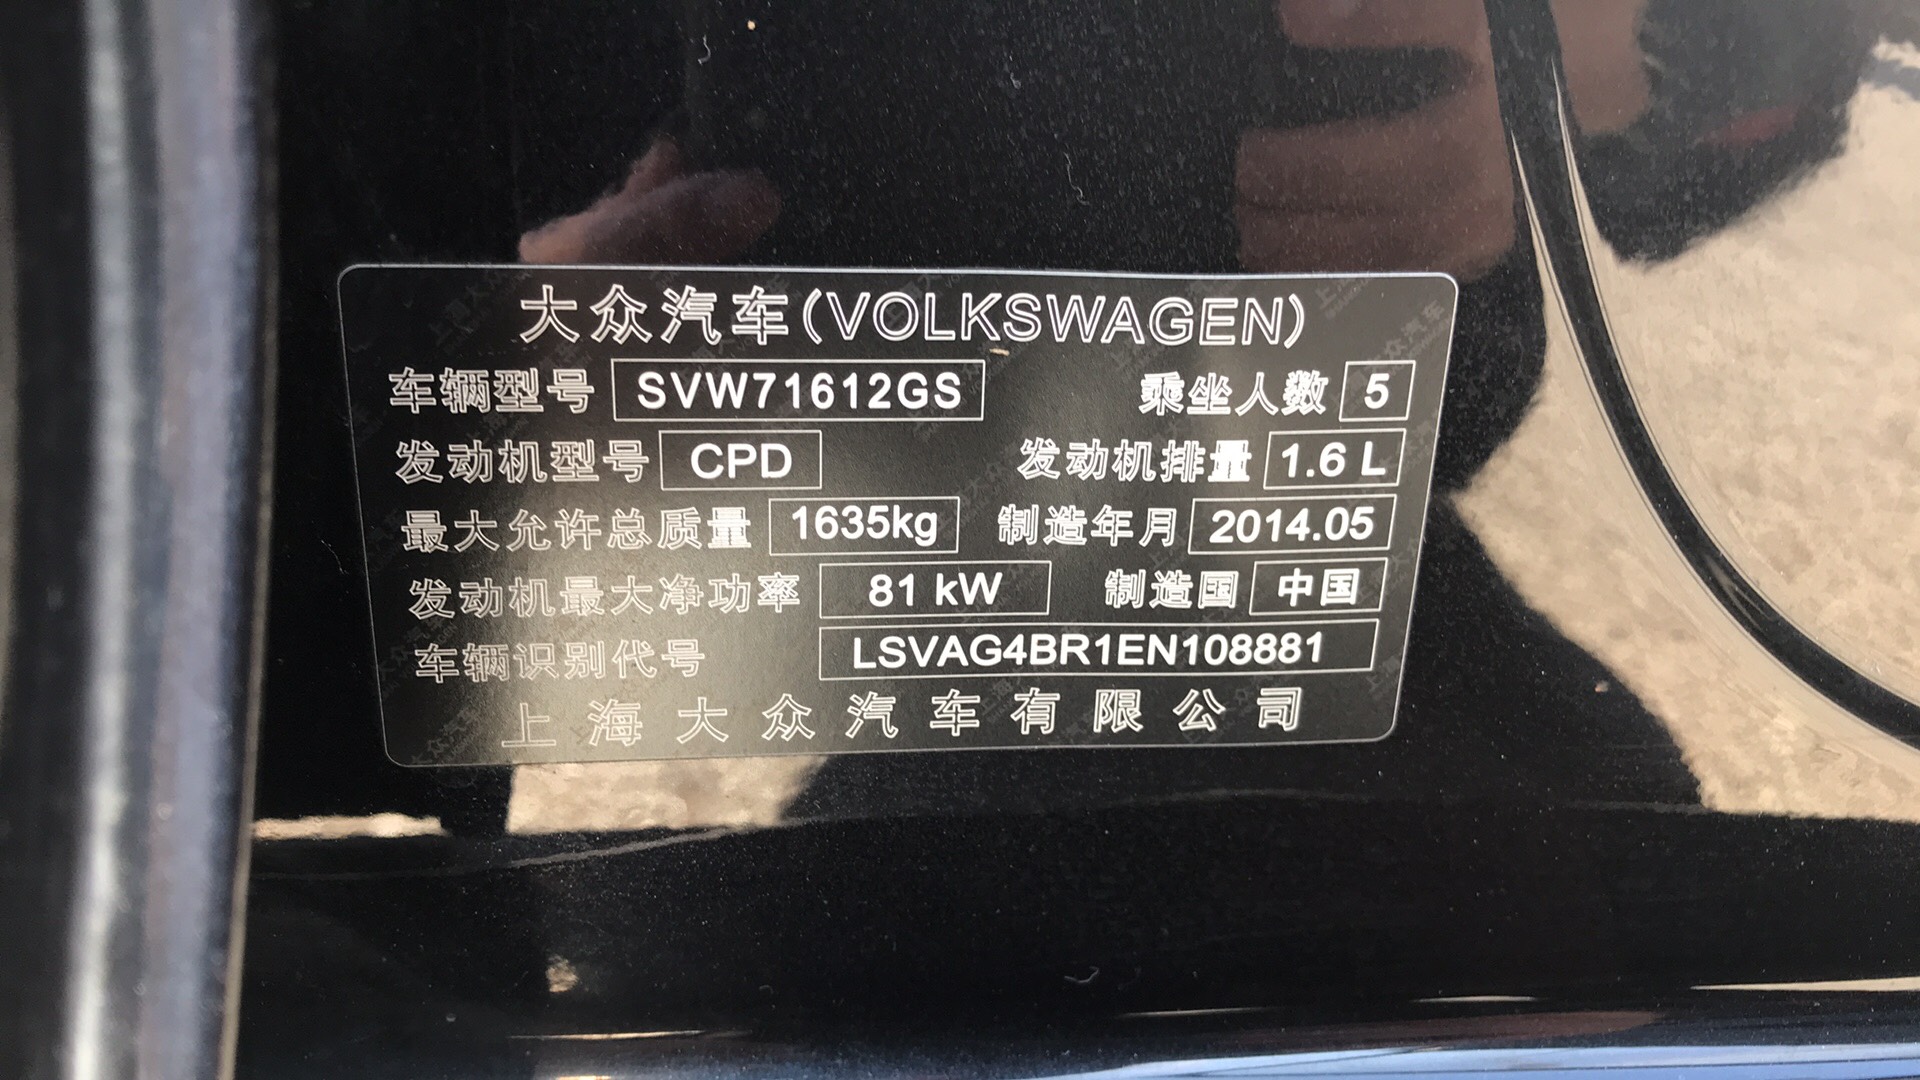 大众汽车(VOLKSWAGEN)
车辆型号 SVW71612GS 乘坐人数 5
发动机型号 CPD 发动机排量 1.6 L
最大允许总质量 1635kg 制造年月 2014.05
发动机最大净功率 81 kW 制造国 中国
车辆识别代号 LSVAG4BR1EN108881
上海大众汽车有限公司